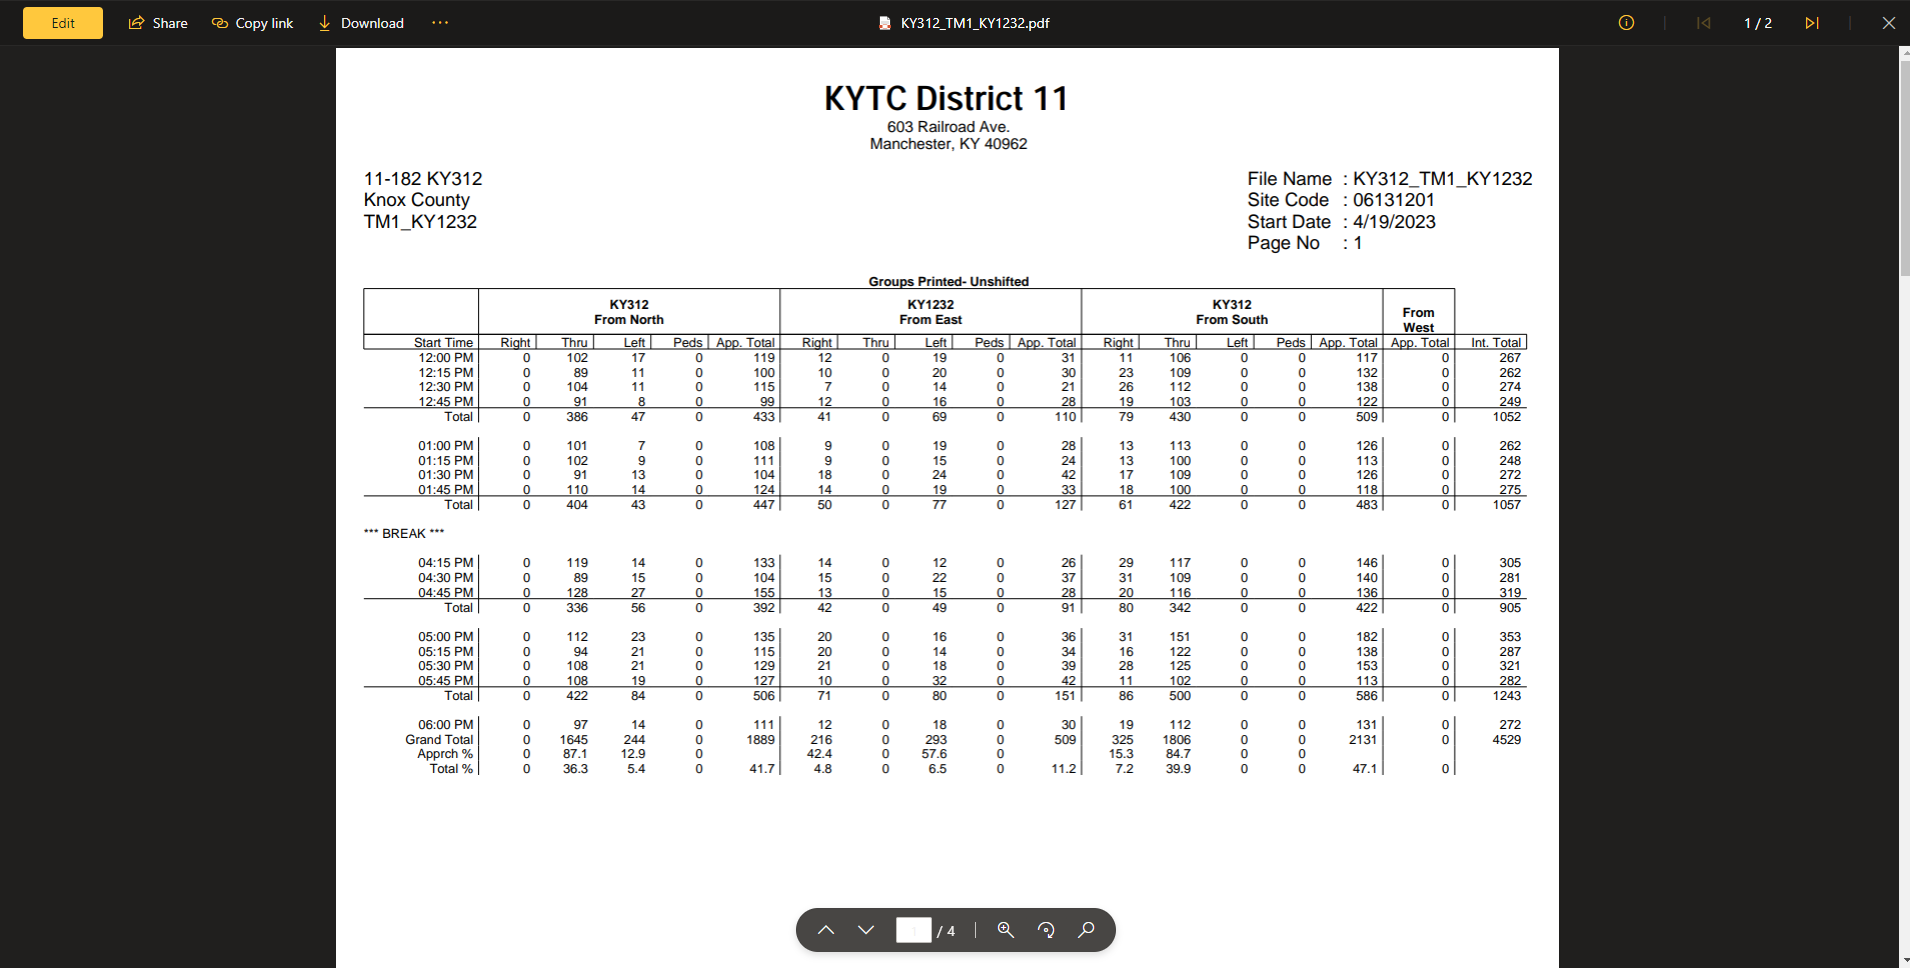 Edit Share Copy link Download ... KY312_TM1_KY1232.pdf 1 / 2
KYTC District 11
603 Railroad Ave.
Manchester, KY 40962
11-182 KY312
Knox County
TM1_KY1232
File Name : KY312_TM1_KY1232
Site Code : 06131201
Start Date : 4/19/2023
Page No : 1
Groups Printed- Unshifted
KY312 From North KY1232 From East KY312 From South From West
Start Time Right Thru Left Peds App. Total Right Thru Left Peds App. Total Right Thru Left Peds App. Total App. Total Int. Total
12:00 PM 0 102 17 0 119 12 0 19 0 31 11 106 0 0 117 0 267
12:15 PM 0 89 11 0 100 10 0 20 0 30 23 109 0 0 132 0 262
12:30 PM 0 104 11 0 115 7 0 14 0 21 26 112 0 0 138 0 274
12:45 PM 0 91 8 0 99 12 0 16 0 28 19 103 0 0 122 0 249
Total 0 386 47 0 433 41 0 69 0 110 79 430 0 0 509 0 1052
01:00 PM 0 101 7 0 108 9 0 19 0 28 13 113 0 0 126 0 262
01:15 PM 0 102 9 0 111 9 0 15 0 24 13 100 0 0 113 0 248
01:30 PM 0 91 13 0 104 18 0 24 0 42 17 109 0 0 126 0 272
01:45 PM 0 110 14 0 124 14 0 19 0 33 18 100 0 0 118 0 275
Total 0 404 43 0 447 50 0 77 0 127 61 422 0 0 483 0 1057
*** BREAK ***
04:15 PM 0 119 14 0 133 14 0 12 0 26 29 117 0 0 146 0 305
04:30 PM 0 89 15 0 104 15 0 22 0 37 31 109 0 0 140 0 281
04:45 PM 0 128 27 0 155 13 0 15 0 28 20 116 0 0 136 0 319
Total 0 336 56 0 392 42 0 49 0 91 80 342 0 0 422 0 905
05:00 PM 0 112 23 0 135 20 0 16 0 36 31 151 0 0 182 0 353
05:15 PM 0 94 21 0 115 20 0 14 0 34 16 122 0 0 138 0 287
05:30 PM 0 108 21 0 129 21 0 18 0 39 28 125 0 0 153 0 321
05:45 PM 0 108 19 0 127 10 0 32 0 42 11 102 0 0 113 0 282
Total 0 422 84 0 506 71 0 80 0 151 86 500 0 0 586 0 1243
06:00 PM 0 97 14 0 111 12 0 18 0 30 19 112 0 0 131 0 272
Grand Total 0 1645 244 0 1889 216 0 293 0 509 325 1806 0 0 2131 0 4529
Apprch % 0 87.1 12.9 0 42.4 0 57.6 0 15.3 84.7 0 0
Total % 0 36.3 5.4 0 41.7 4.8 0 6.5 0 11.2 7.2 39.9 0 0 47.1 0
/ 4